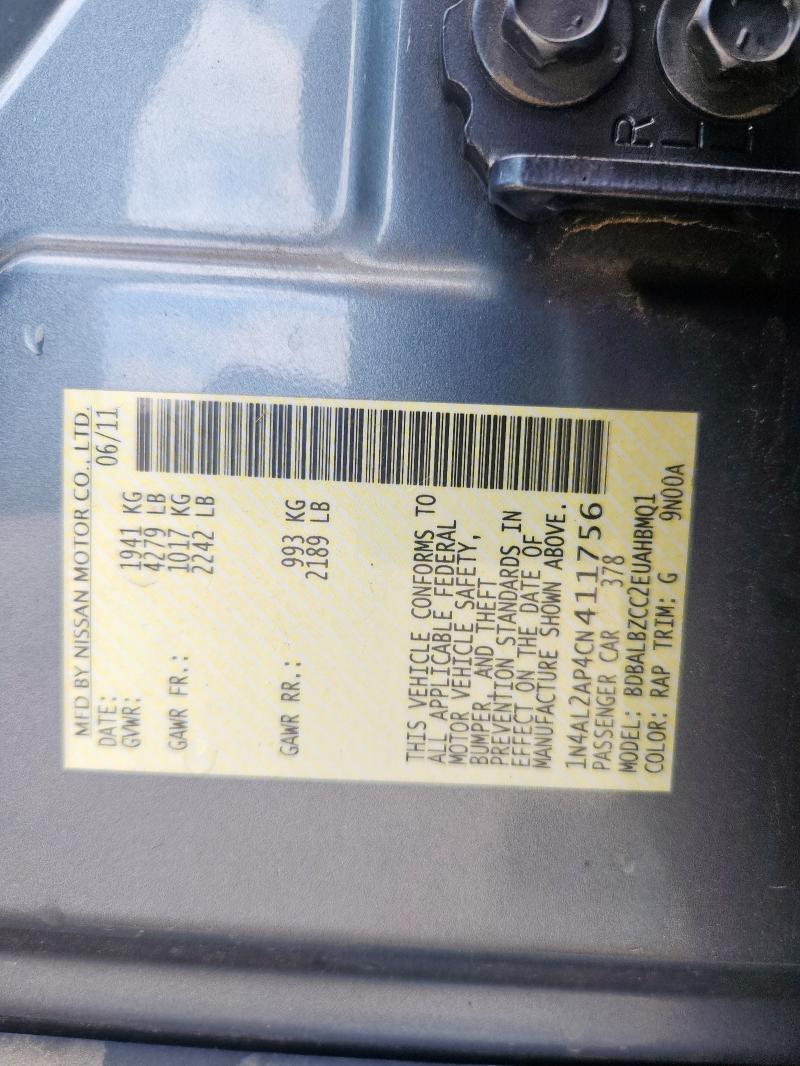 MFD BY NISSAN MOTOR CO., LTD.
DATE: 06/11
GVWR: 1941 KG
4279 LB
GAWR FR.: 1017 KG
2242 LB
GAWR RR.: 993 KG
2189 LB
THIS VEHICLE CONFORMS TO
ALL APPLICABLE FEDERAL
MOTOR VEHICLE SAFETY,
BUMPER, AND THEFT
PREVENTION STANDARDS IN
EFFECT ON THE DATE OF
MANUFACTURE SHOWN ABOVE.
1N4AL2AP4CN411756
PASSENGER CAR 378
MODEL: BDBALBZCC2EUAHBMQ1
COLOR: RAP TRIM: G 9N00A
R